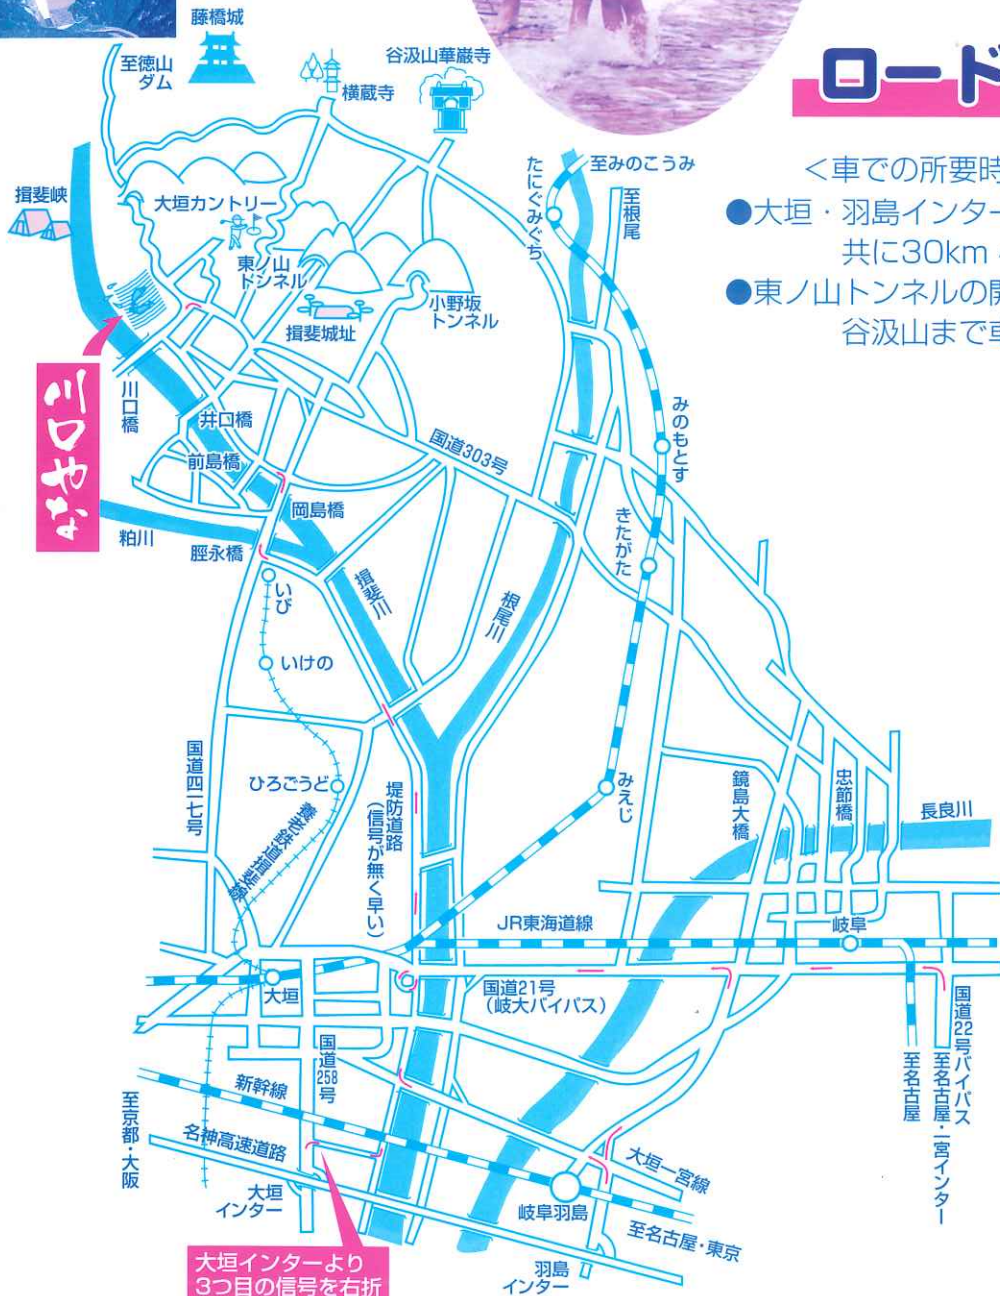 藤橋城
至徳山
ダム
横蔵寺
谷汲山華厳寺
ロード
<車での所要時
●大垣・羽島インター
共に30km
●東ノ山トンネルの開
谷汲山まで車
揖斐峡
大垣カントリー
東ノ山
トンネル
揖斐城址
小野坂
トンネル
たにぐみぐち
至みのこうみ
至根尾
川口やな
川口橋
井口橋
前島橋
岡島橋
国道303号
みのもとす
きたがた
粕川
脛永橋
いび
揖斐川
根尾川
いけの
国道四一七号
ひろごうど
養老鉄道揖斐線
堤防道路
(信号が無く早い)
みえじ
鏡島大橋
忠節橋
長良川
JR東海道線
岐阜
大垣
国道21号
(岐大バイパス)
国道22号バイパス
至名古屋
至名古屋・一宮インター
国道258号
新幹線
名神高速道路
至京都・大阪
大垣
インター
大垣一宮線
岐阜羽島
至名古屋・東京
羽島
インター
大垣インターより
3つ目の信号を右折